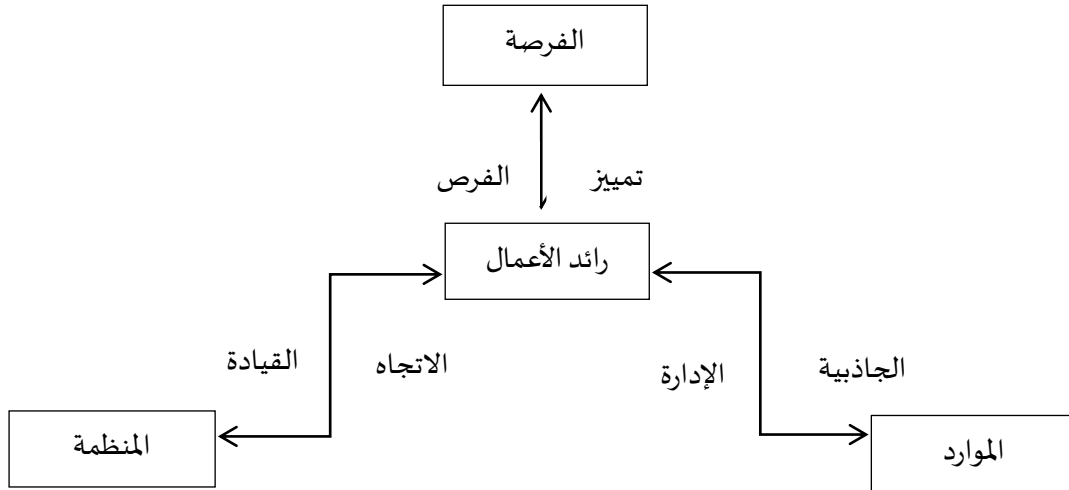 الفرصة
تمييز الفرص
رائد الأعمال
الجاذبية
الإدارة
الاتجاه
القيادة
الموارد
المنظمة